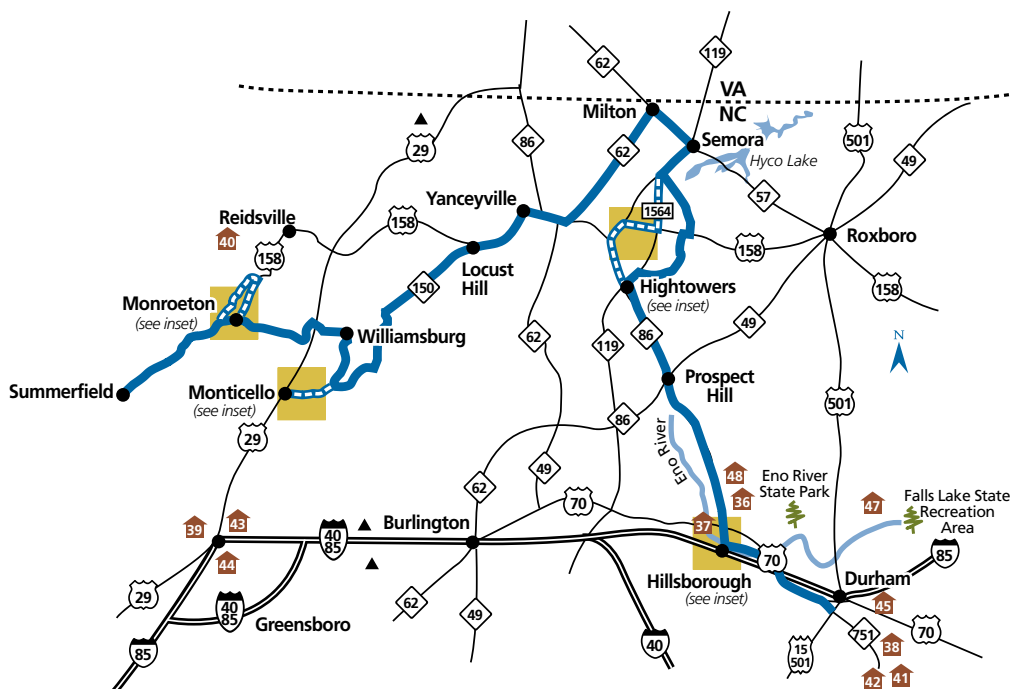 119
62
VA
NC
Milton
Semora
Hyco Lake
501
49
29
86
62
57
1564
Yanceyville
Reidsville
158
40
158
158
Roxboro
Locust
Hill
150
Hightowers
(see inset)
158
Monroeton
(see inset)
Williamsburg
62
119
86
49
N
Summerfield
Monticello
(see inset)
Prospect
Hill
501
29
86
Eno River
49
48
36
Eno River
State Park
47
Falls Lake State
Recreation
Area
62
70
39
43
40
85
Burlington
37
70
85
44
Hillsborough
(see inset)
Durham
29
40
85
Greensboro
62
49
45
751
70
85
40
15
501
38
42
41